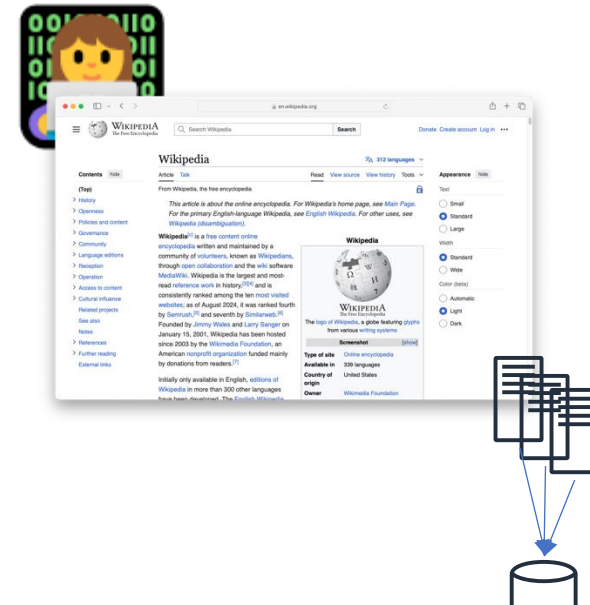 en.wikipedia.org
WIKIPEDIA
The Free Encyclopedia
Search Wikipedia
Search
Donate Create account Log in
Wikipedia
312 languages
Contents hide
(Top)
History
Openness
Policies and content
Governance
Community
Language editions
Reception
Operation
Access to content
Cultural influence
Related projects
See also
Notes
References
Further reading
External links
Article Talk
Read View source View history Tools
From Wikipedia, the free encyclopedia
This article is about the online encyclopedia. For Wikipedia's home page, see Main Page.
For the primary English-language Wikipedia, see English Wikipedia. For other uses, see
Wikipedia (disambiguation).
Wikipedia[c] is a free content online
encyclopedia written and maintained by a
community of volunteers, known as Wikipedians,
through open collaboration and the wiki software
MediaWiki. Wikipedia is the largest and most-
read reference work in history,[3][4] and is
consistently ranked among the ten most visited
websites; as of August 2024, it was ranked fourth
by Semrush,[5] and seventh by Similarweb.[6]
Founded by Jimmy Wales and Larry Sanger on
January 15, 2001, Wikipedia has been hosted
since 2003 by the Wikimedia Foundation, an
American nonprofit organization funded mainly
by donations from readers.[7]
Initially only available in English, editions of
Wikipedia in more than 300 other languages
have been developed. The English Wikipedia
Wikipedia
WIKIPEDIA
The Free Encyclopedia
The logo of Wikipedia, a globe featuring glyphs
from various writing systems
Screenshot [show]
Type of site Online encyclopedia
Available in 339 languages
Country of United States
origin
Owner Wikimedia Foundation
Appearance hide
Text
Small
Standard
Large
Width
Standard
Wide
Color (beta)
Automatic
Light
Dark